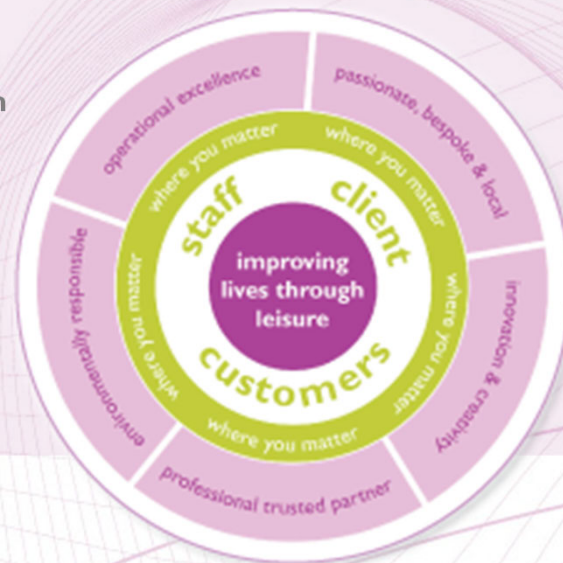 operational excellence
passionate, bespoke & local
innovation & creativity
professional trusted partner
environmentally responsible
where you matter
where you matter
where you matter
where you matter
where you matter
staff
client
customers
improving
lives through
leisure